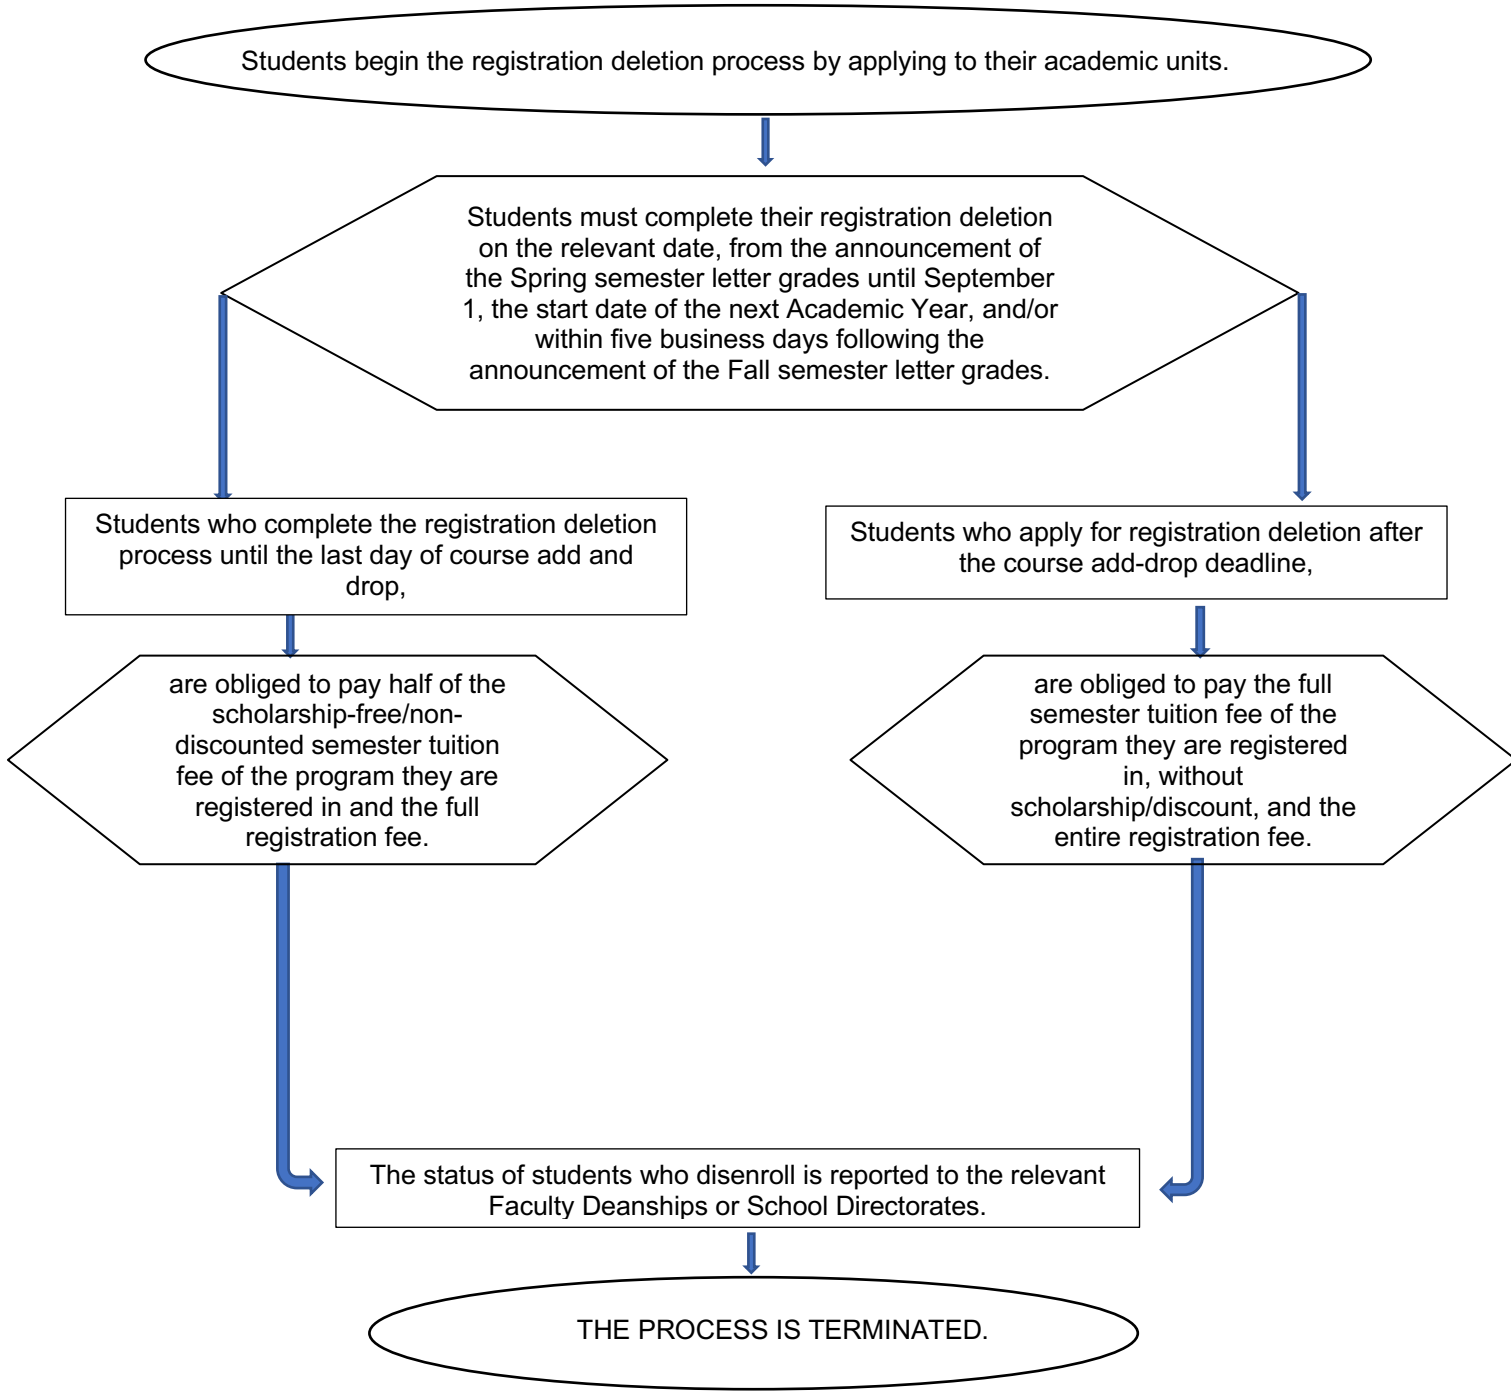 Students begin the registration deletion process by applying to their academic units.
Students must complete their registration deletion
on the relevant date, from the announcement of
the Spring semester letter grades until September
1, the start date of the next Academic Year, and/or
within five business days following the
announcement of the Fall semester letter grades.
Students who complete the registration deletion
process until the last day of course add and
drop,
Students who apply for registration deletion after
the course add-drop deadline,
are obliged to pay half of the
scholarship-free/non-
discounted semester tuition
fee of the program they are
registered in and the full
registration fee.
are obliged to pay the full
semester tuition fee of the
program they are registered
in, without
scholarship/discount, and the
entire registration fee.
The status of students who disenroll is reported to the relevant
Faculty Deanships or School Directorates.
THE PROCESS IS TERMINATED.